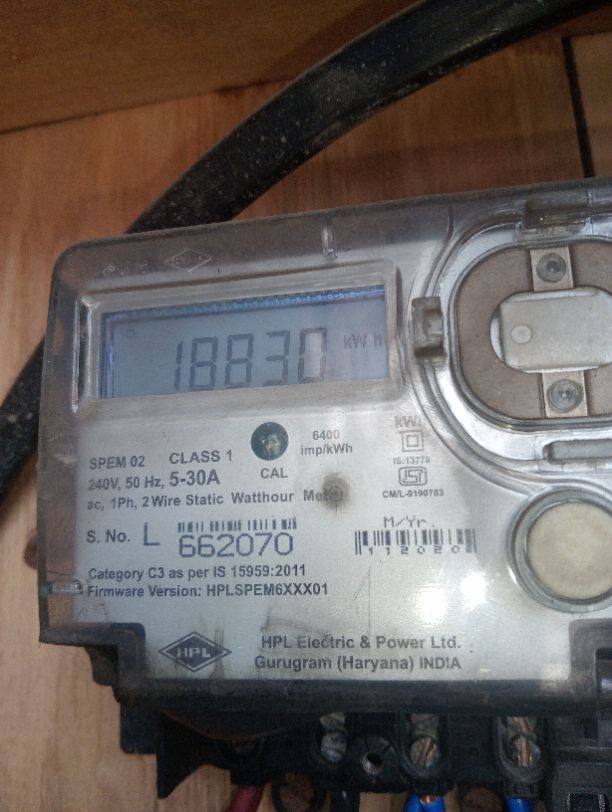 18830 kWh
6400
imp/kWh
SPEM 02 CLASS 1
CAL
240V, 50 Hz, 5-30A
ac, 1Ph, 2 Wire Static Watthour
IS:13779
CM/L-9190783
S. No. L 662070
M/Yr.
112020
Category C3 as per IS 15959:2011
Firmware Version: HPLSPEM6XXX01
HPL
HPL Electric & Power Ltd.
Gurugram (Haryana) INDIA